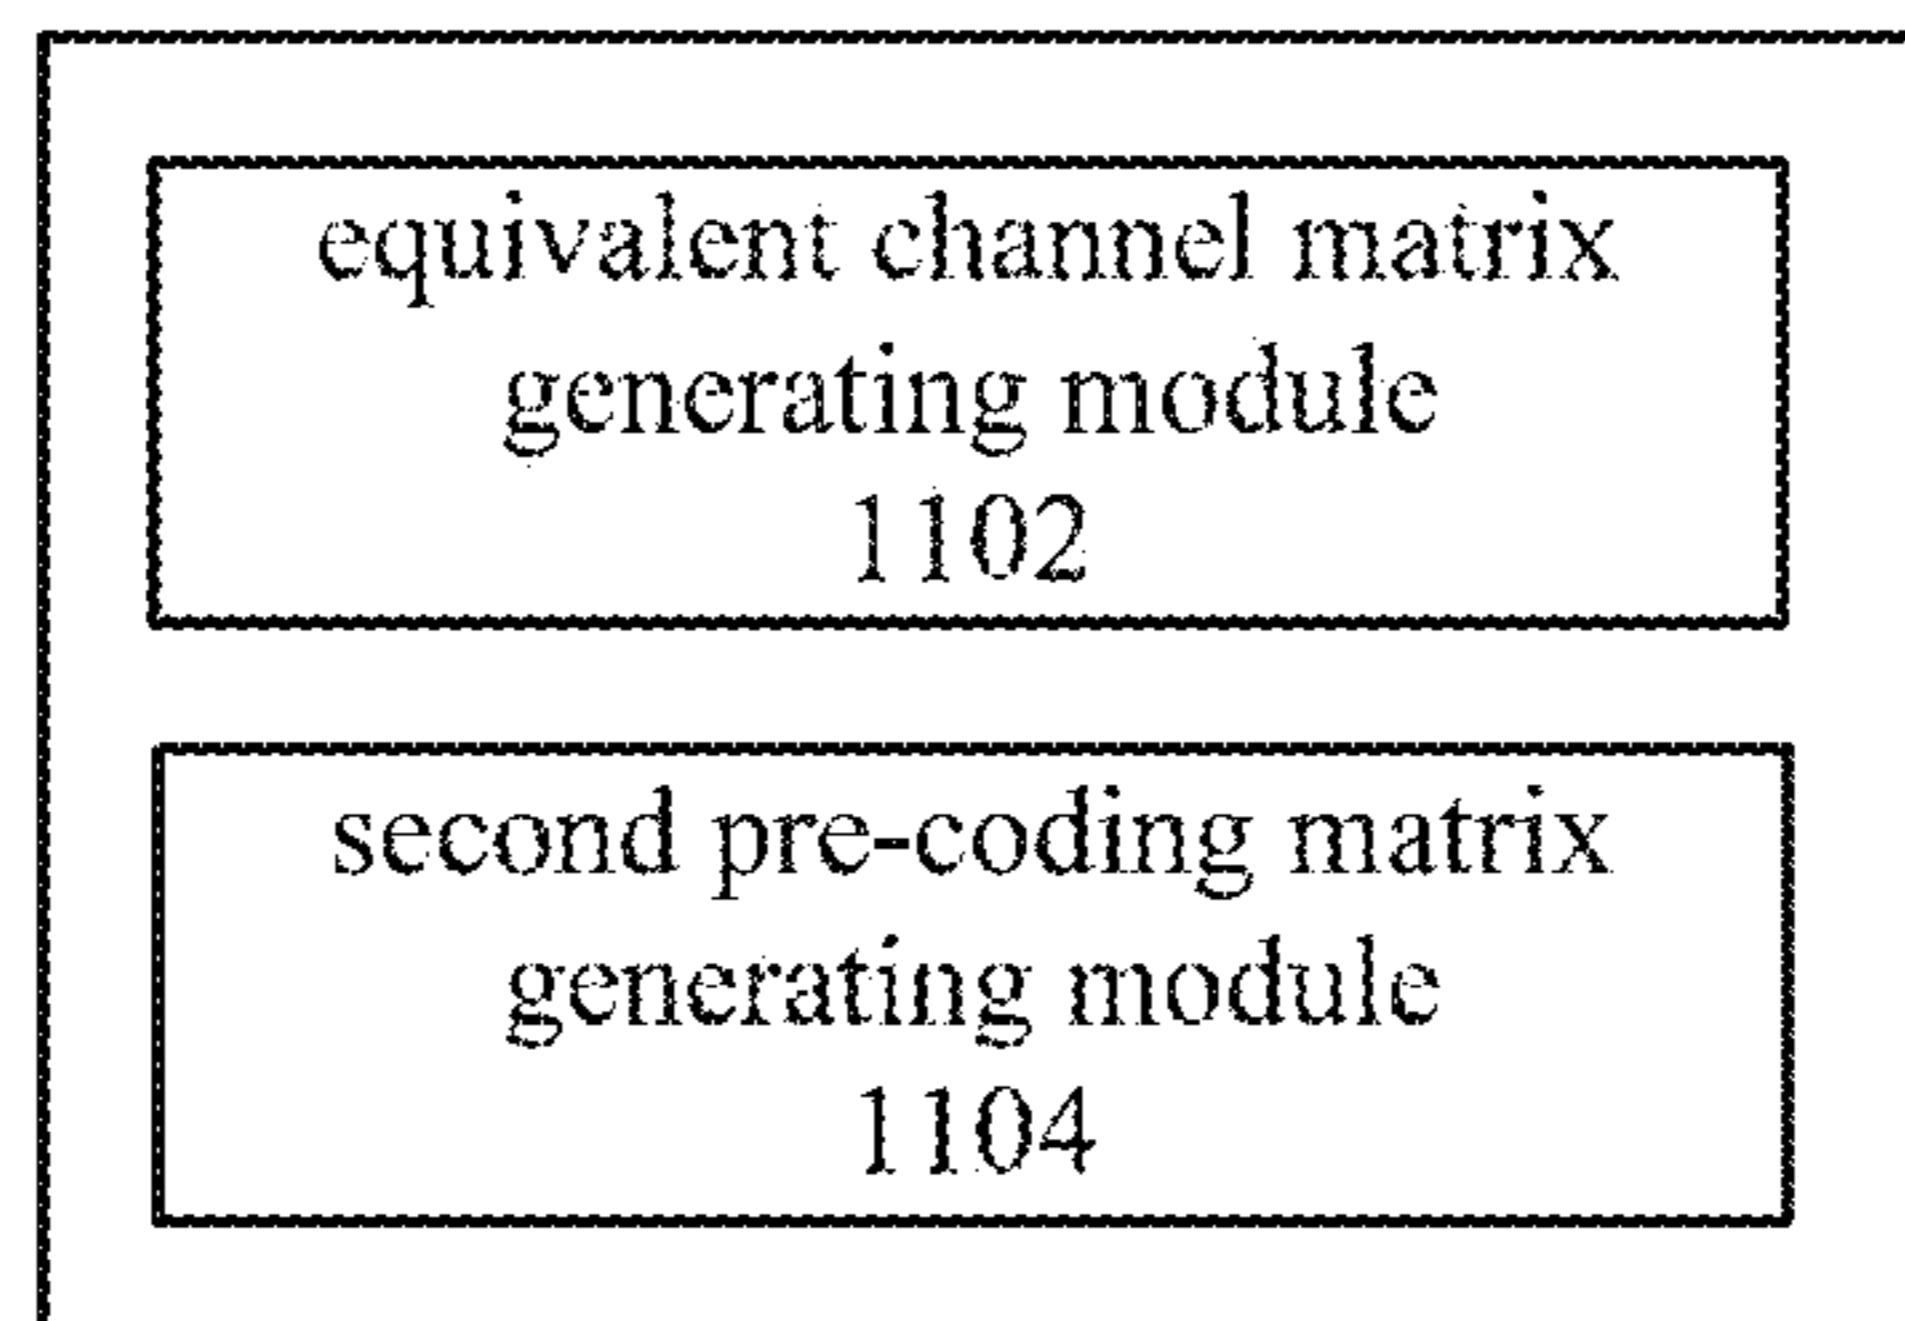 equivalent channel matrix
generating module
1102
second pre-coding matrix
generating module
1104